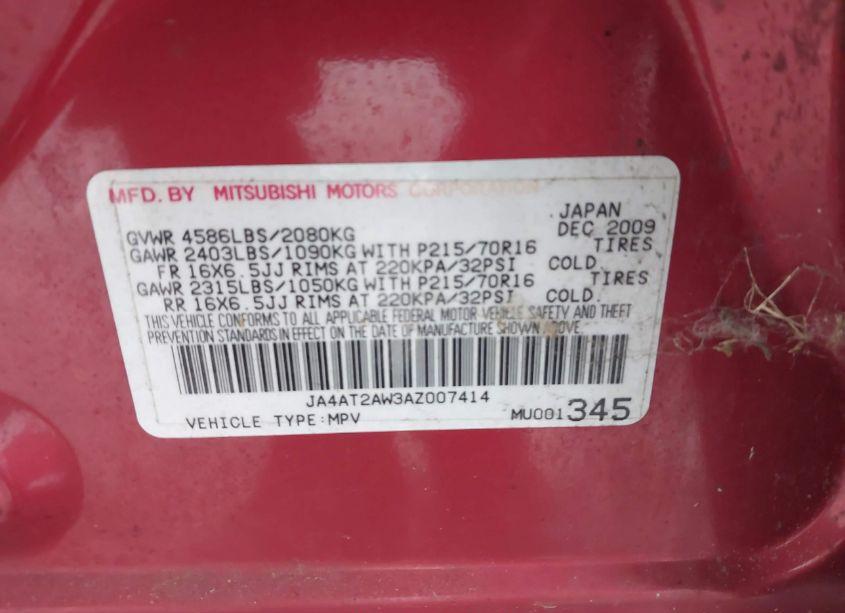 MFD. BY MITSUBISHI MOTORS CORPORATION
JAPAN
GVWR 4586LBS/2080KG DEC 2009
GAWR 2403LBS/1090KG WITH P215/70R16 TIRES
FR 16X6.5JJ RIMS AT 220KPA/32PSI COLD.
GAWR 2315LBS/1050KG WITH P215/70R16 TIRES
RR 16X6.5JJ RIMS AT 220KPA/32PSI COLD.
THIS VEHICLE CONFORMS TO ALL APPLICABLE FEDERAL MOTOR VEHICLE SAFETY AND THEFT
PREVENTION STANDARDS IN EFFECT ON THE DATE OF MANUFACTURE SHOWN ABOVE.
JA4AT2AW3AZ007414
VEHICLE TYPE:MPV MU001345